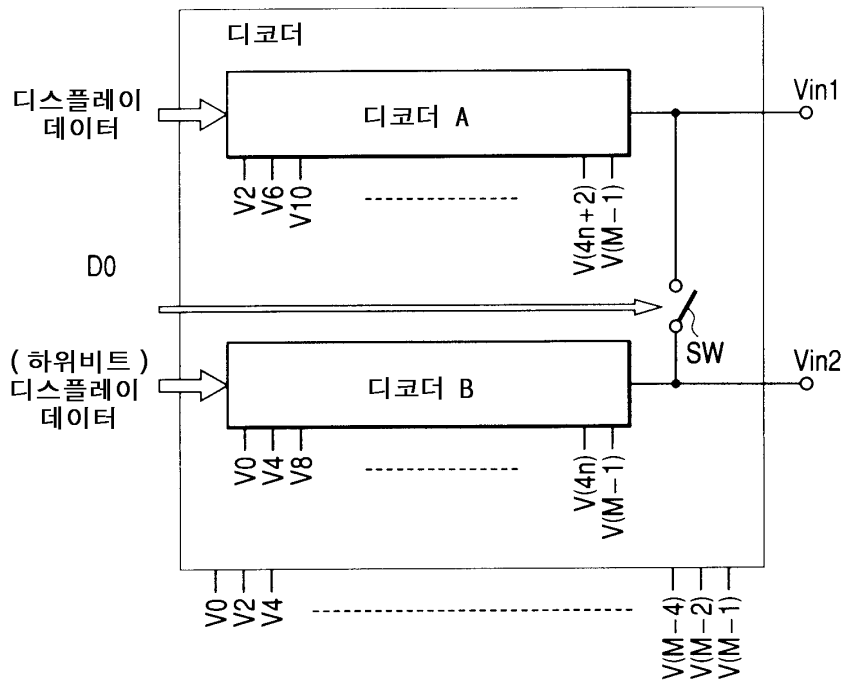 디코더
디스플레이
데이터
디코더 A
Vin1
V2
V6
V10
V(4n+2)
V(M-1)
D0
SW
(하위비트)
디스플레이
데이터
디코더 B
Vin2
V0
V4
V8
V(4n)
V(M-1)
V0
V2
V4
V(M-4)
V(M-2)
V(M-1)